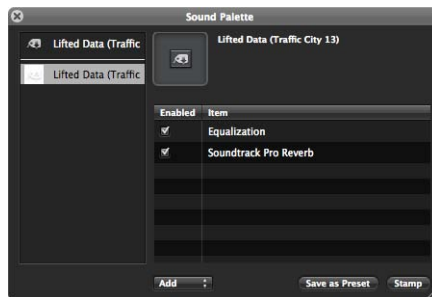 Sound Palette
Lifted Data (Traffic
Lifted Data (Traffic
Lifted Data (Traffic City 13)
Enabled Item
Equalization
Soundtrack Pro Reverb
Add Save as Preset Stamp